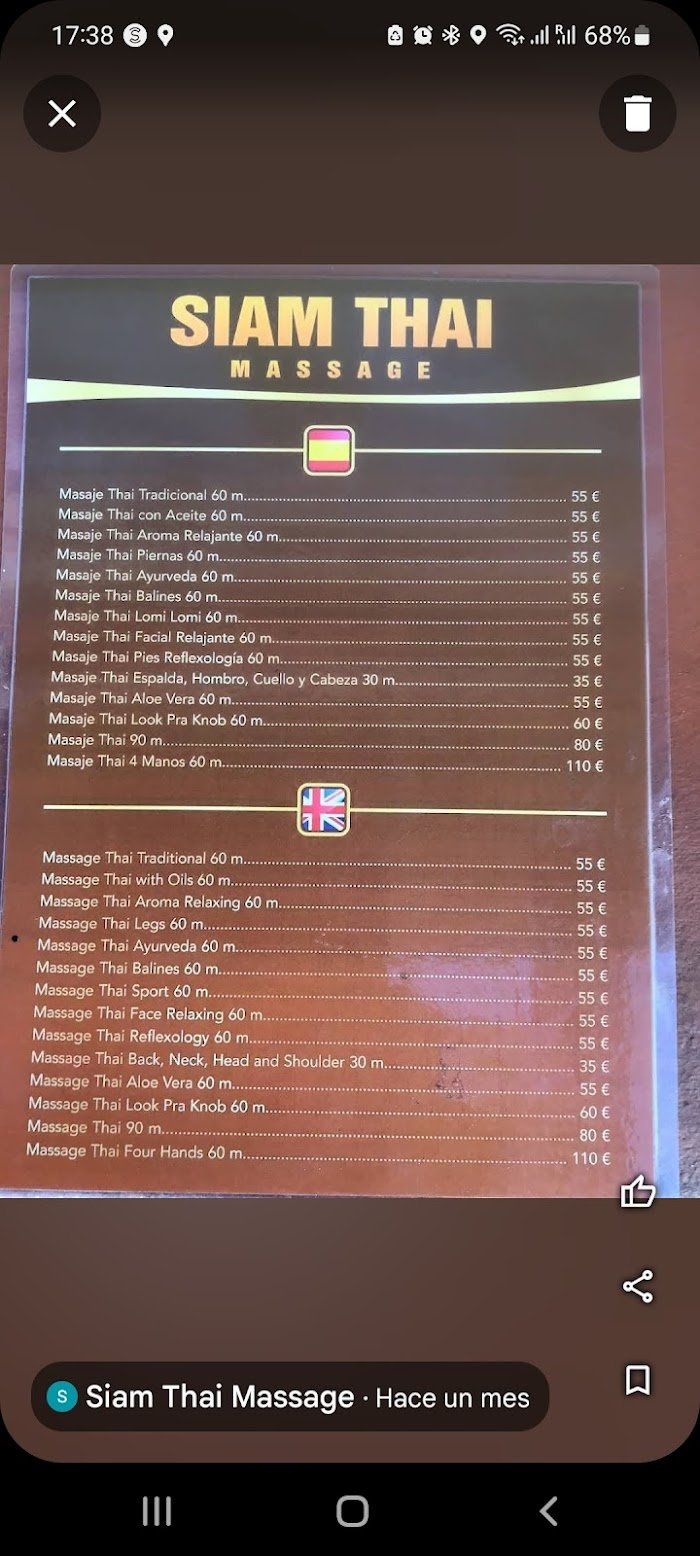 17:38
68%
SIAM THAI
MASSAGE
Masaje Thai Tradicional 60 m. 55 €
Masaje Thai con Aceite 60 m. 55 €
Masaje Thai Aroma Relajante 60 m. 55 €
Masaje Thai Piernas 60 m. 55 €
Masaje Thai Ayurveda 60 m. 55 €
Masaje Thai Balines 60 m. 55 €
Masaje Thai Lomi Lomi 60 m. 55 €
Masaje Thai Facial Relajante 60 m. 55 €
Masaje Thai Pies Reflexología 60 m. 55 €
Masaje Thai Espalda, Hombro, Cuello y Cabeza 30 m. 35 €
Masaje Thai Aloe Vera 60 m. 55 €
Masaje Thai Look Pra Knob 60 m. 60 €
Masaje Thai 90 m. 80 €
Masaje Thai 4 Manos 60 m. 110 €
Massage Thai Traditional 60 m. 55 €
Massage Thai with Oils 60 m. 55 €
Massage Thai Aroma Relaxing 60 m. 55 €
Massage Thai Legs 60 m. 55 €
Massage Thai Ayurveda 60 m. 55 €
Massage Thai Balines 60 m. 55 €
Massage Thai Sport 60 m. 55 €
Massage Thai Face Relaxing 60 m. 55 €
Massage Thai Reflexology 60 m. 55 €
Massage Thai Back, Neck, Head and Shoulder 30 m. 35 €
Massage Thai Aloe Vera 60 m. 55 €
Massage Thai Look Pra Knob 60 m. 60 €
Massage Thai 90 m. 80 €
Massage Thai Four Hands 60 m. 110 €
S Siam Thai Massage · Hace un mes